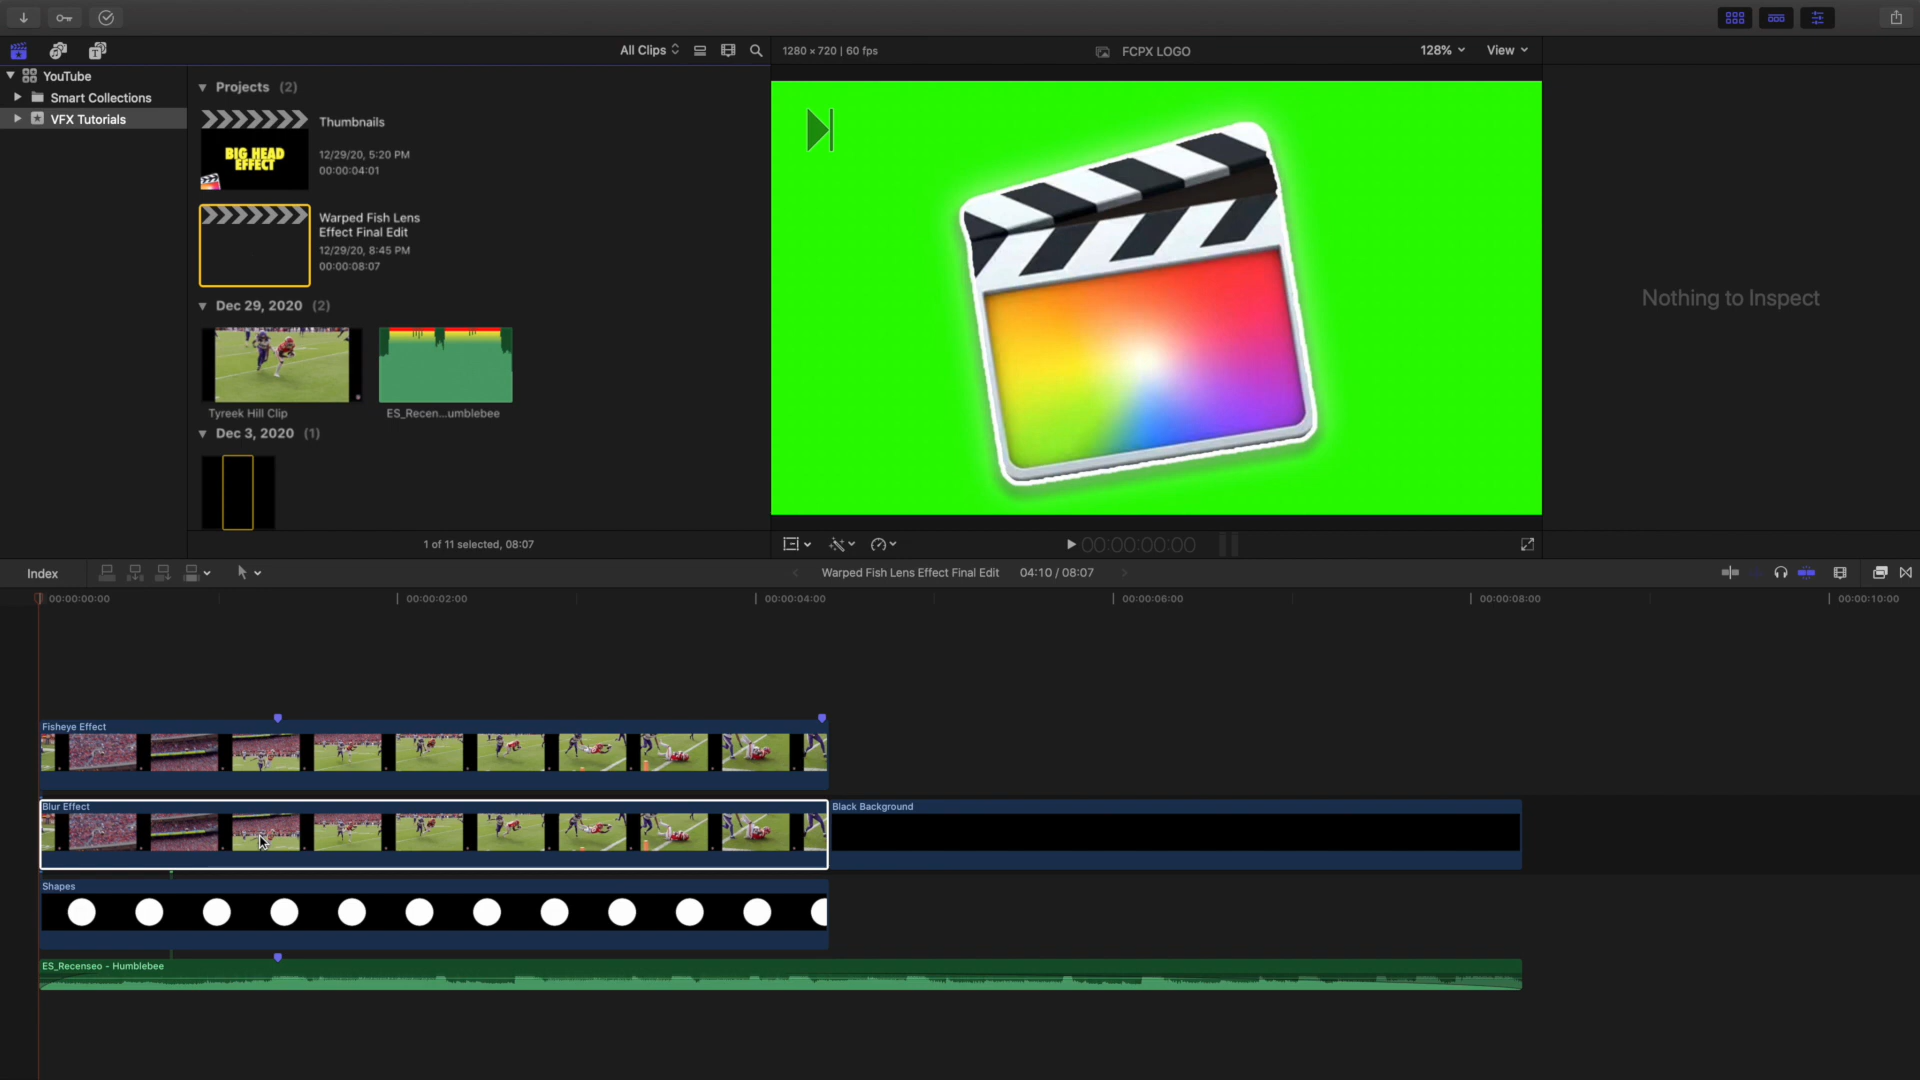 All Clips
1280 × 720 | 60 fps
FCPX LOGO
128%
View
YouTube
Smart Collections
VFX Tutorials
Projects (2)
Thumbnails
12/29/20, 5:20 PM
00:00:04:01
BIG HEAD
EFFECT
Warped Fish Lens
Effect Final Edit
12/29/20, 8:45 PM
00:00:08:07
Dec 29, 2020 (2)
Tyreek Hill Clip
ES_Recen...umblebee
Dec 3, 2020 (1)
1 of 11 selected, 08:07
Nothing to Inspect
00:00:00:00
Index
Warped Fish Lens Effect Final Edit
04:10 / 08:07
00:00:00:00
00:00:02:00
00:00:04:00
00:00:06:00
00:00:08:00
00:00:10:00
Fisheye Effect
Blur Effect
Black Background
Shapes
ES_Recenseo - Humblebee